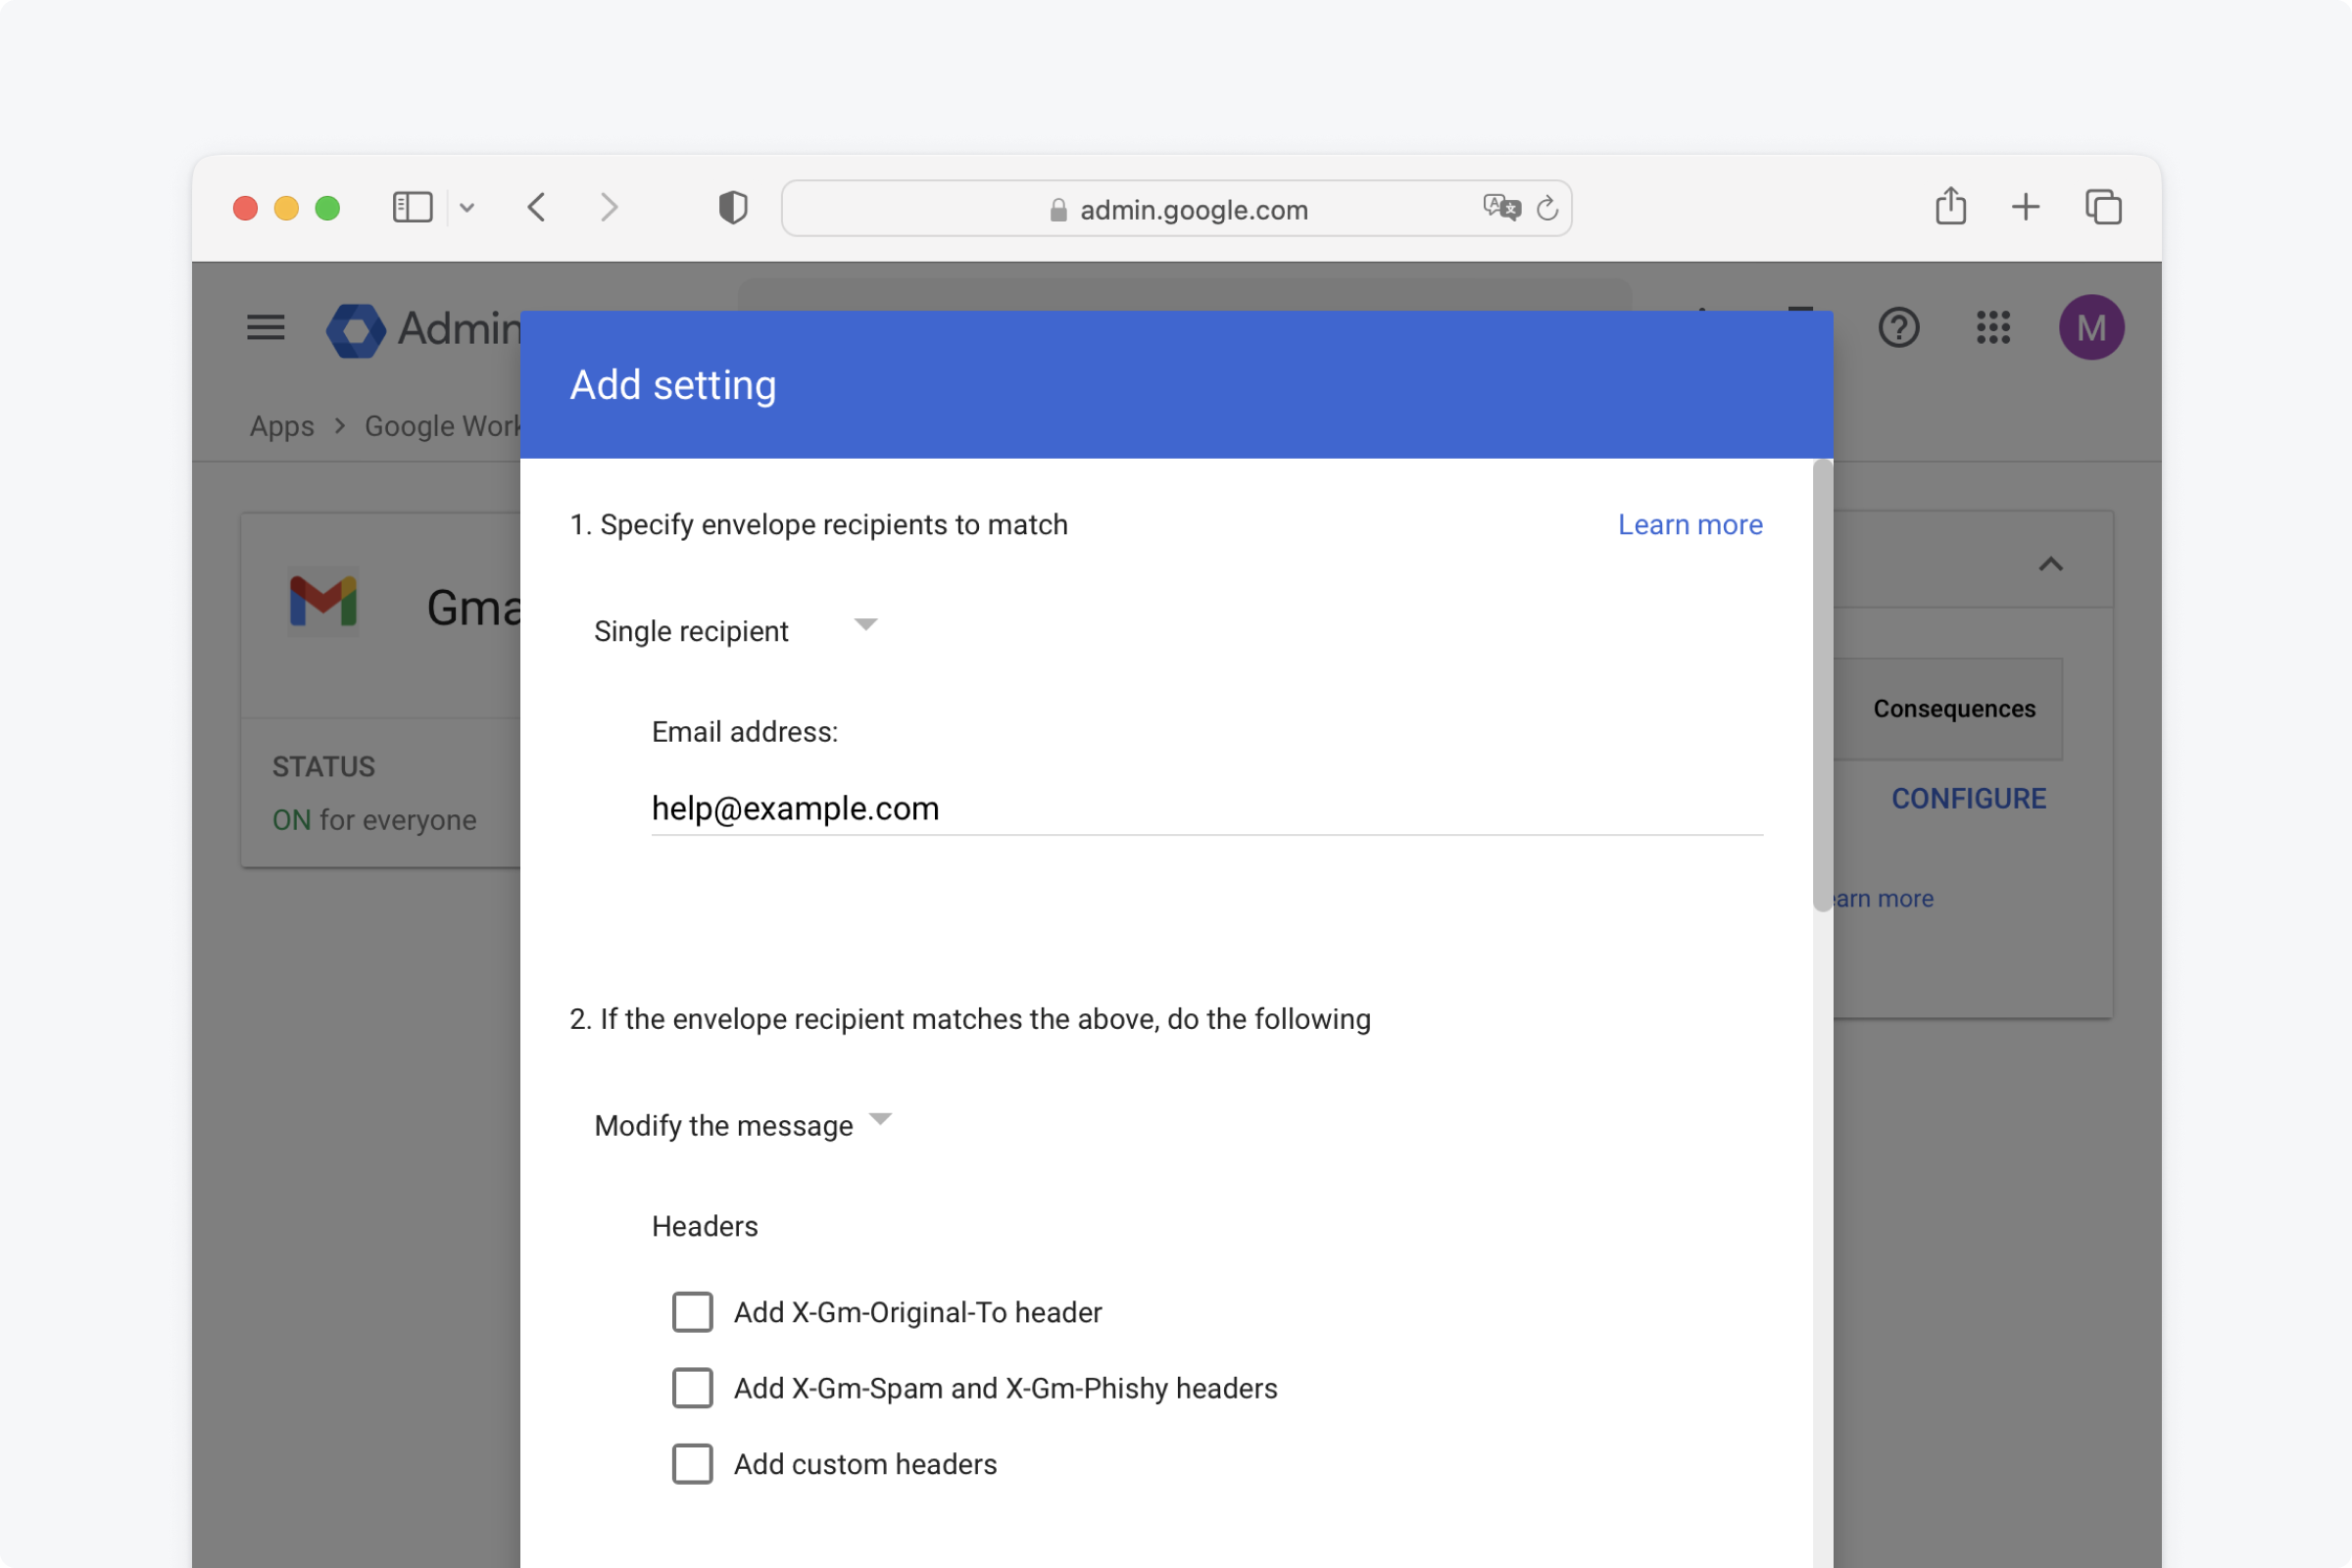 admin.google.com
Admin
M
Apps > Google Work
Add setting
1. Specify envelope recipients to match
Learn more
Gma
Single recipient
Consequences
Email address:
STATUS
CONFIGURE
help@example.com
ON for everyone
earn more
2. If the envelope recipient matches the above, do the following
Modify the message
Headers
Add X-Gm-Original-To header
Add X-Gm-Spam and X-Gm-Phishy headers
Add custom headers